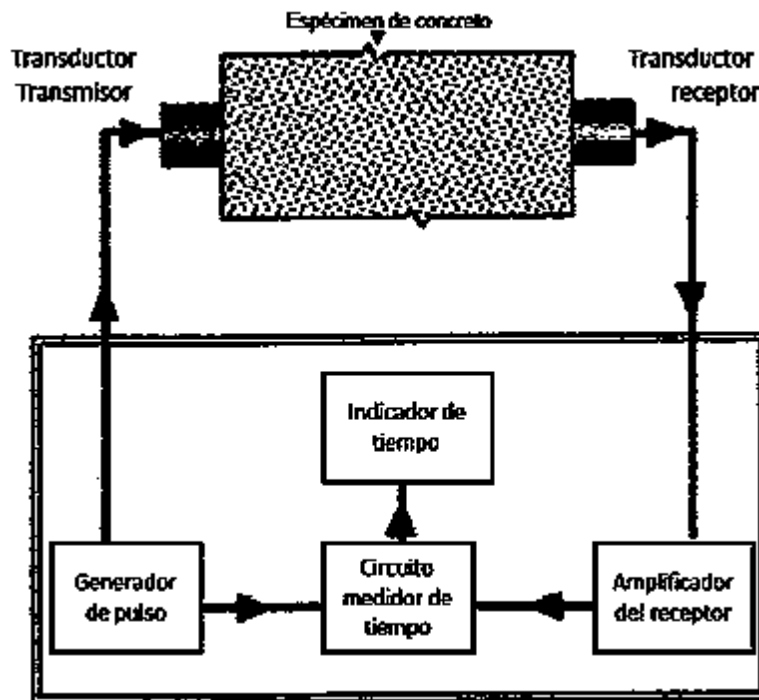 Espécimen de concreto
Transductor
Transmisor
Transductor
receptor
Indicador de
tiempo
Generador
de pulso
Circuito
medidor de
tiempo
Amplificador
del receptor